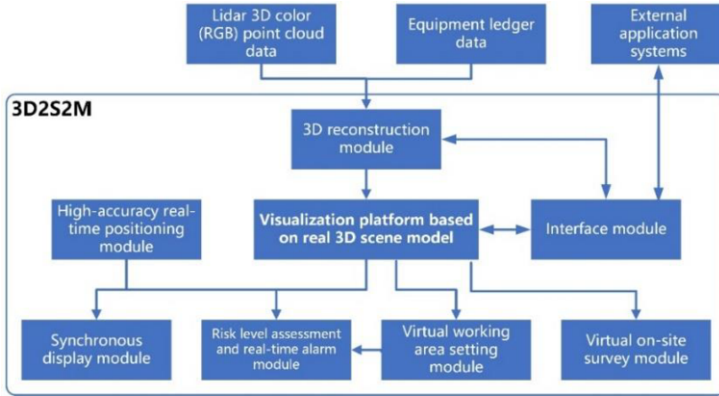 Lidar 3D color
(RGB) point cloud
data
Equipment ledger
data
External
application
systems
3D2S2M
3D reconstruction
module
High-accuracy real-
time positioning
module
Visualization platform based
on real 3D scene model
Interface module
Synchronous
display module
Risk level assessment
and real-time alarm
module
Virtual working
area setting
module
Virtual on-site
survey module